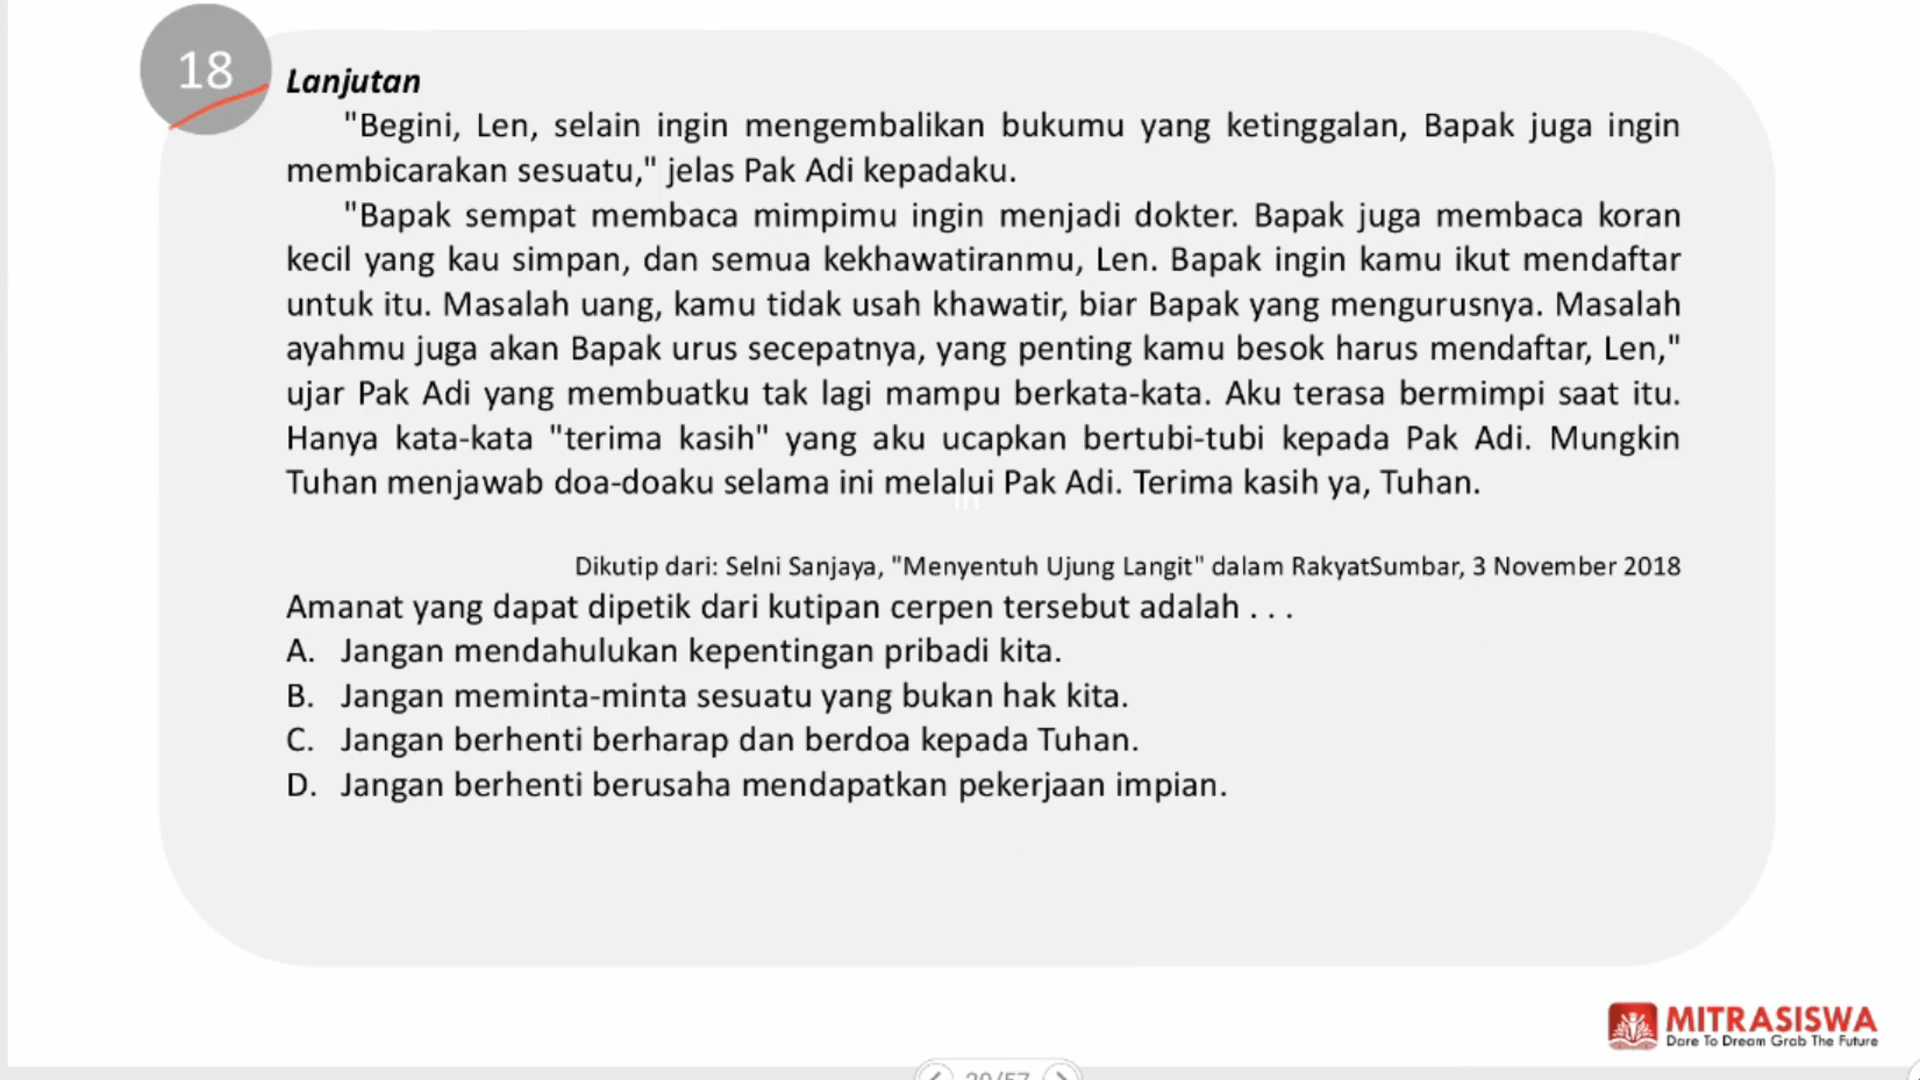 18
Lanjutan
"Begini, Len, selain ingin mengembalikan bukumu yang ketinggalan, Bapak juga ingin
membicarakan sesuatu," jelas Pak Adi kepadaku.
"Bapak sempat membaca mimpimu ingin menjadi dokter. Bapak juga membaca koran
kecil yang kau simpan, dan semua kekhawatiranmu, Len. Bapak ingin kamu ikut mendaftar
untuk itu. Masalah uang, kamu tidak usah khawatir, biar Bapak yang mengurusnya. Masalah
ayahmu juga akan Bapak urus secepatnya, yang penting kamu besok harus mendaftar, Len,"
ujar Pak Adi yang membuatku tak lagi mampu berkata-kata. Aku terasa bermimpi saat itu.
Hanya kata-kata "terima kasih" yang aku ucapkan bertubi-tubi kepada Pak Adi. Mungkin
Tuhan menjawab doa-doaku selama ini melalui Pak Adi. Terima kasih ya, Tuhan.
Dikutip dari: Selni Sanjaya, "Menyentuh Ujung Langit" dalam RakyatSumbar, 3 November 2018
Amanat yang dapat dipetik dari kutipan cerpen tersebut adalah . . .
A. Jangan mendahulukan kepentingan pribadi kita.
B. Jangan meminta-minta sesuatu yang bukan hak kita.
C. Jangan berhenti berharap dan berdoa kepada Tuhan.
D. Jangan berhenti berusaha mendapatkan pekerjaan impian.
MITRASISWA
Dare To Dream Grab The Future
20/57